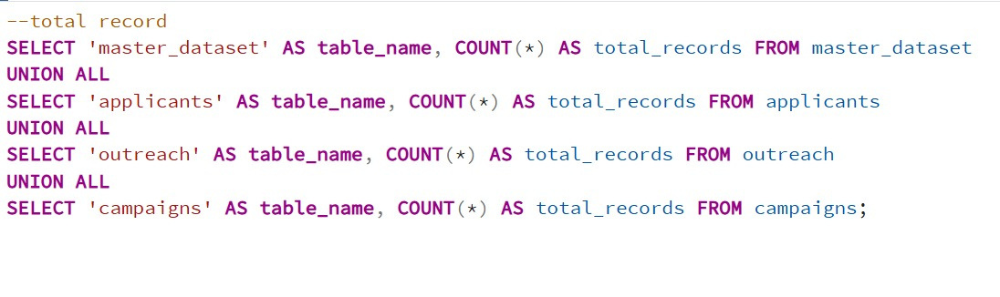 --total record
SELECT 'master_dataset' AS table_name, COUNT(*) AS total_records FROM master_dataset
UNION ALL
SELECT 'applicants' AS table_name, COUNT(*) AS total_records FROM applicants
UNION ALL
SELECT 'outreach' AS table_name, COUNT(*) AS total_records FROM outreach
UNION ALL
SELECT 'campaigns' AS table_name, COUNT(*) AS total_records FROM campaigns;